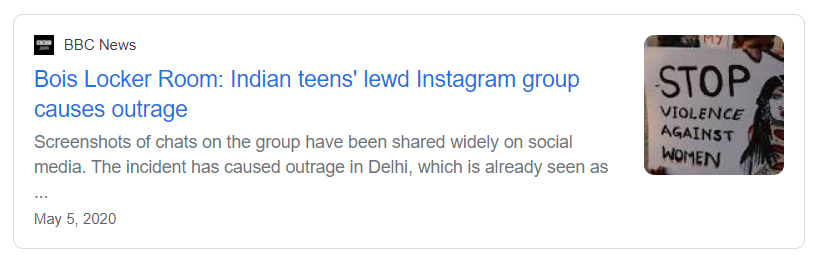 BBC News
Bois Locker Room: Indian teens' lewd Instagram group
causes outrage
Screenshots of chats on the group have been shared widely on social
media. The incident has caused outrage in Delhi, which is already seen as
...
May 5, 2020
MY
STOP
VIOLENCE
AGAINST
WOMEN